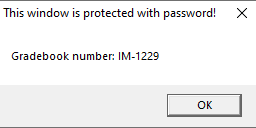 This window is protected with password!
Gradebook number: IM-1229
OK